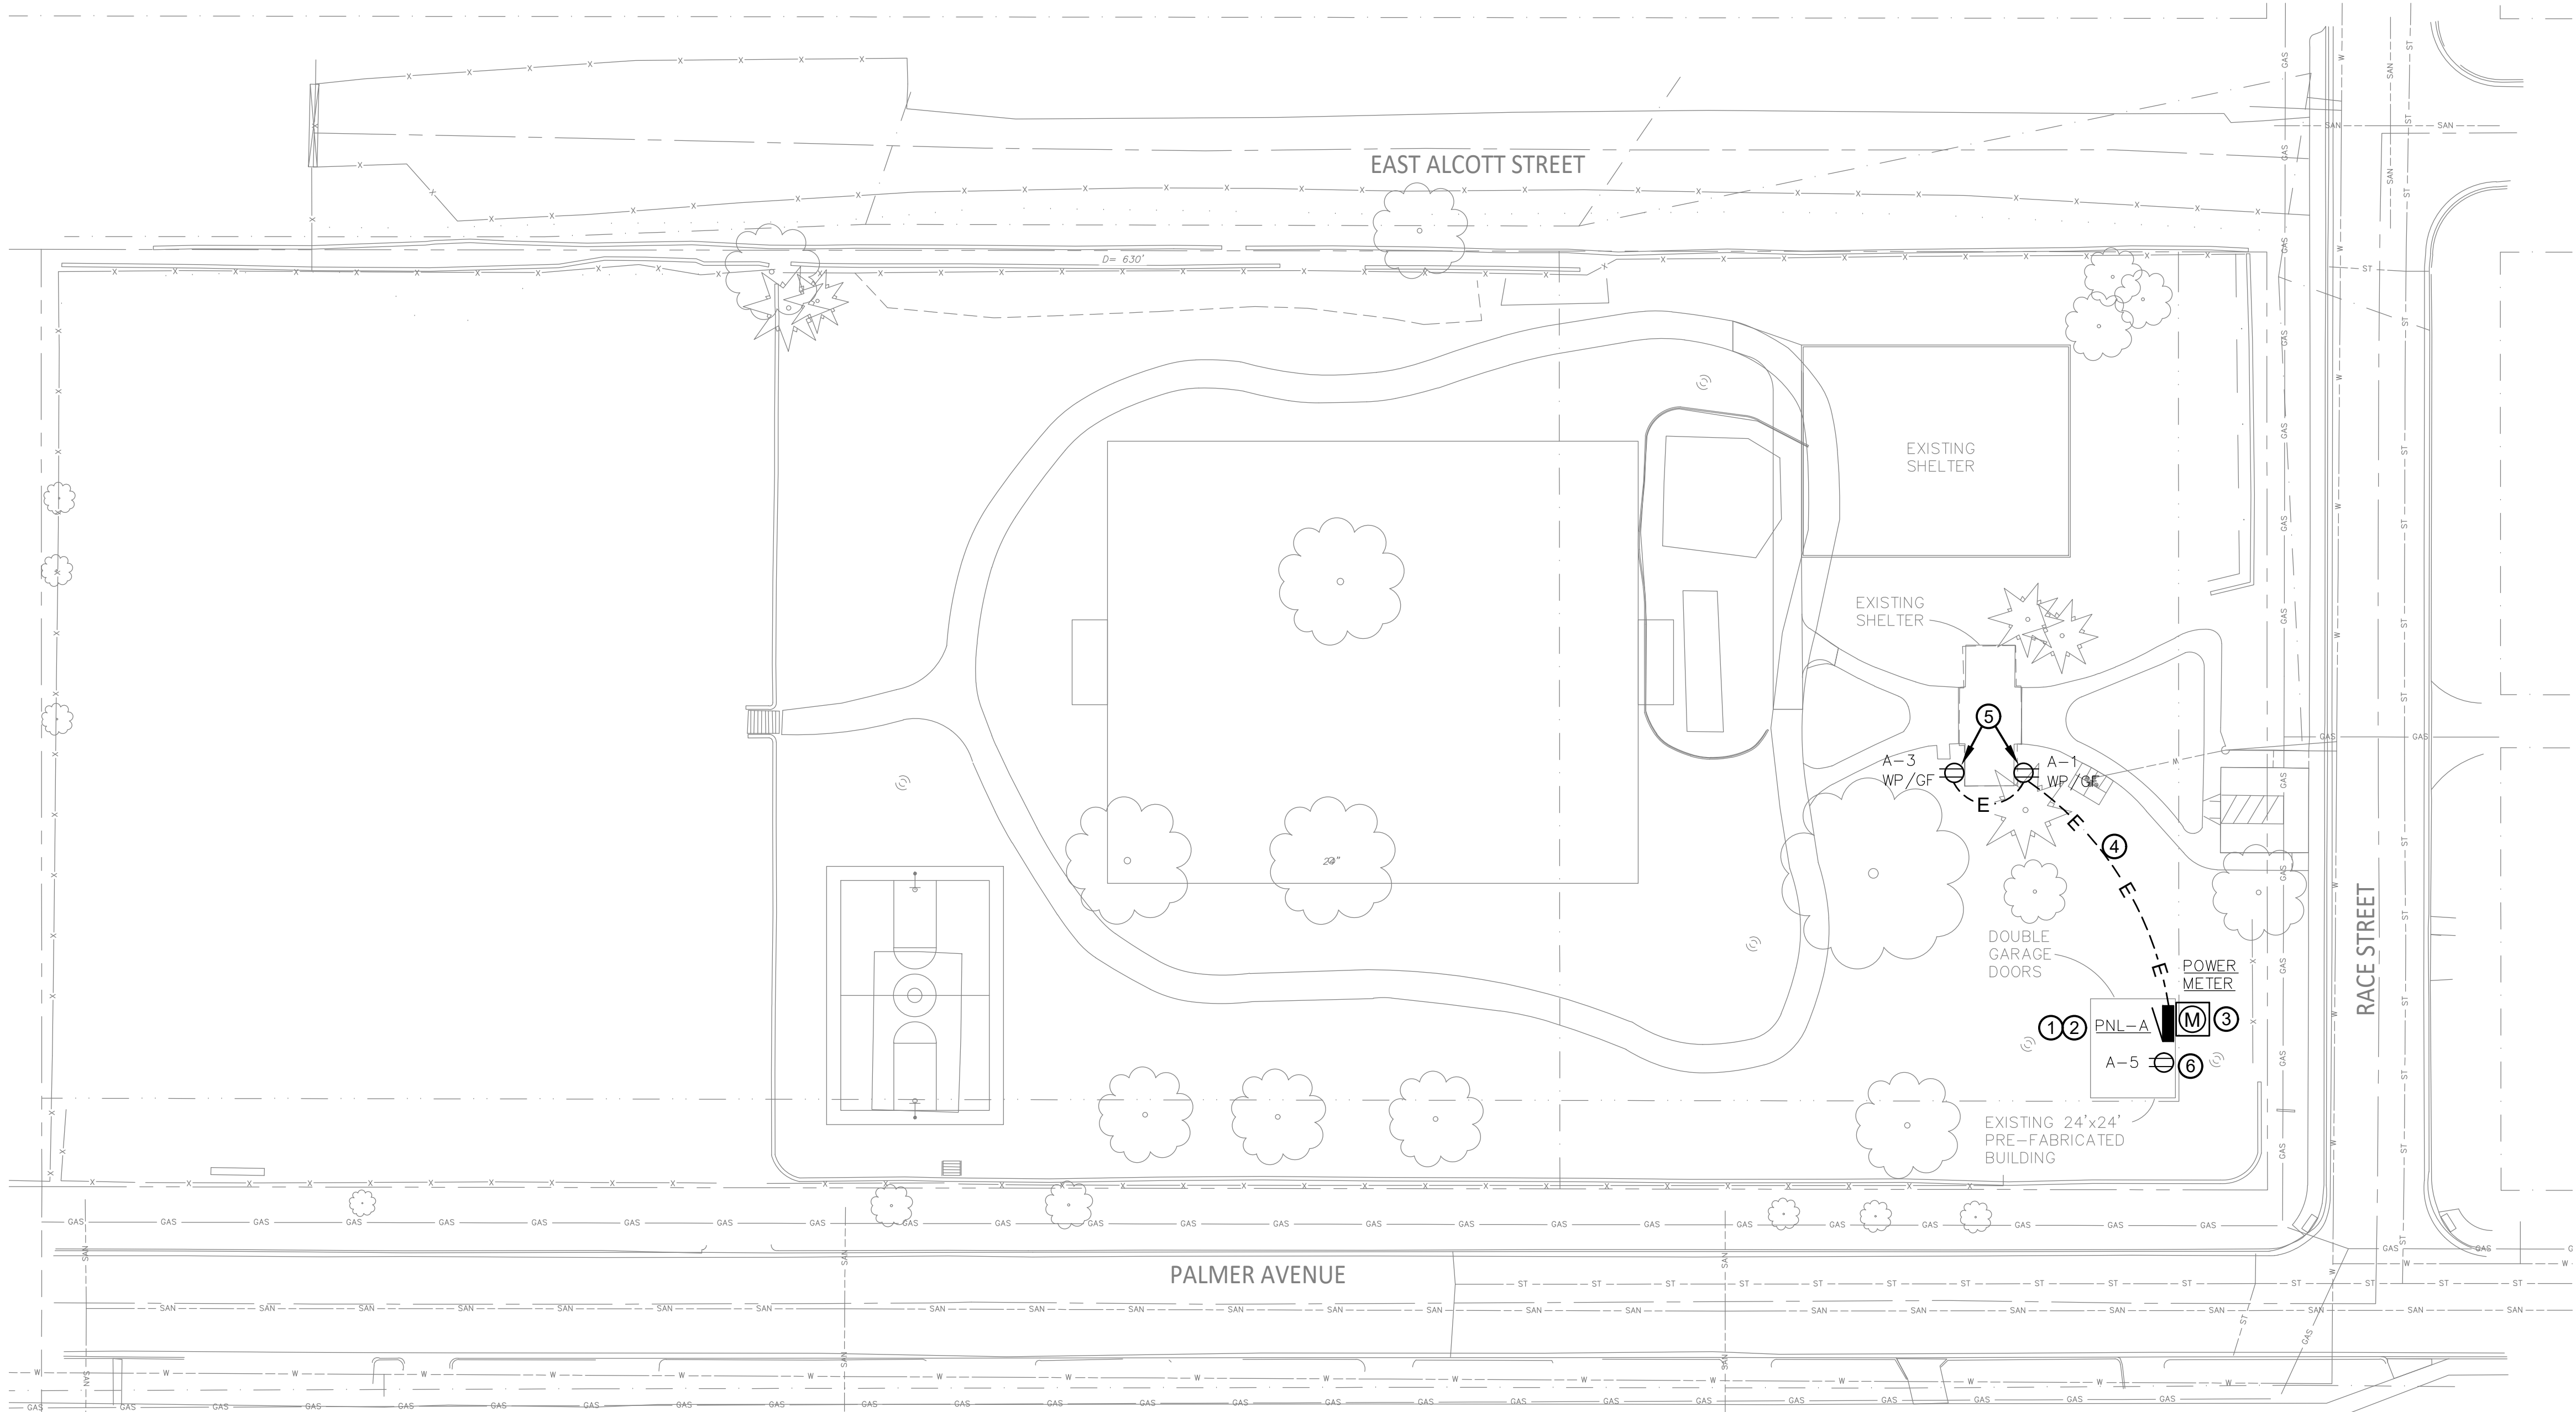 EAST ALCOTT STREET
D= 630'
EXISTING
SHELTER
EXISTING
SHELTER
5
A-3
WP/GF
A-1
WP/GF
E
E
4
E
E
24"
DOUBLE
GARAGE
DOORS
POWER
METER
1
2
PNL-A
M
3
A-5
6
EXISTING 24'x24'
PRE-FABRICATED
BUILDING
RACE STREET
PALMER AVENUE
GAS
W
SAN
ST
X